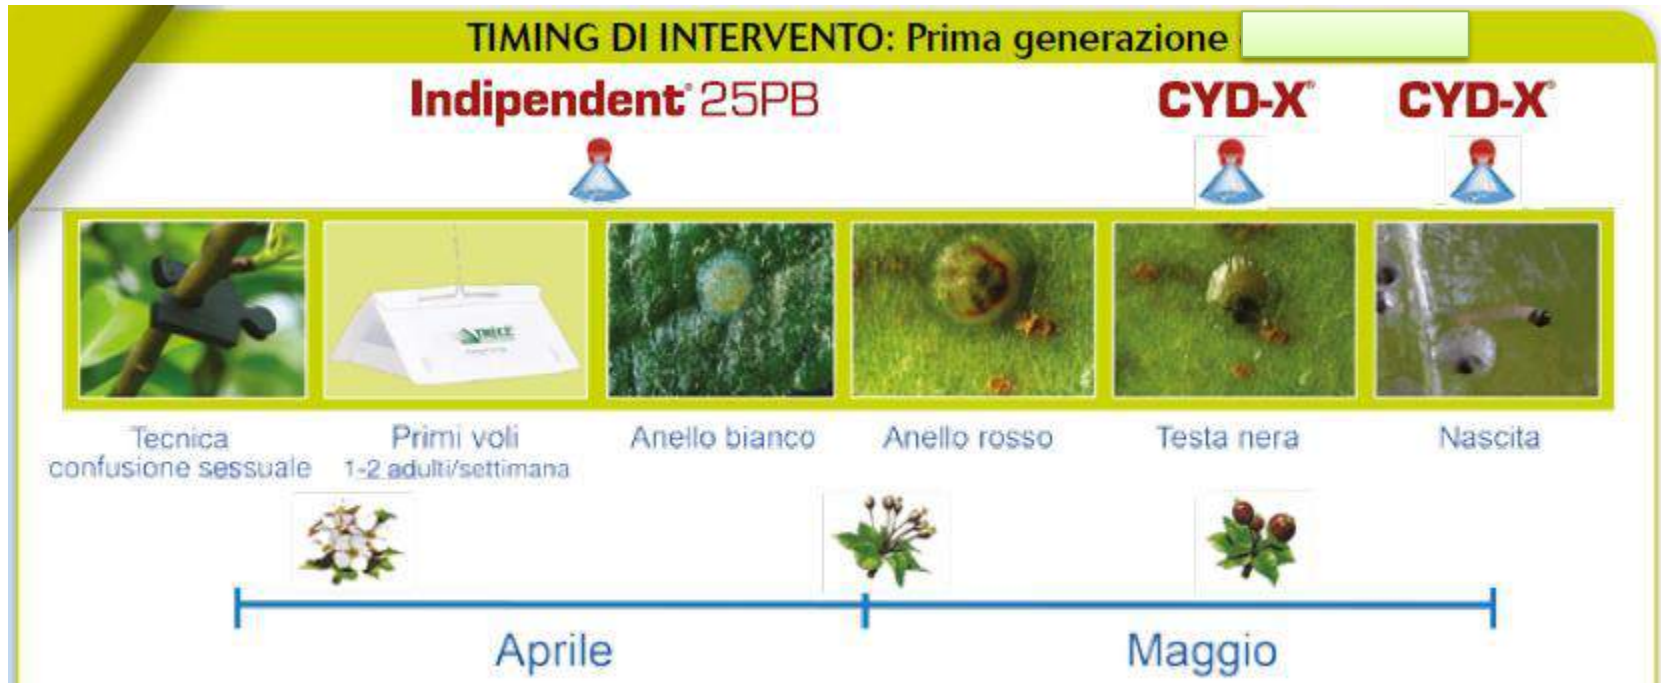 TIMING DI INTERVENTO: Prima generazione
Indipendent® 25PB
CYD-X®
CYD-X®
TRÉCÉ
Tecnica
confusione sessuale
Primi voli
1-2 adulti/settimana
Anello bianco
Anello rosso
Testa nera
Nascita
Aprile
Maggio